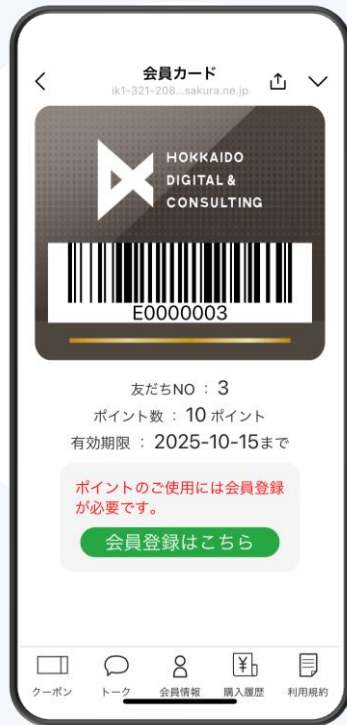 会員カード
ik1-321-208...sakura.ne.jp
HOKKAIDO
DIGITAL &
CONSULTING
E0000003
友だちNO : 3
ポイント数 : 10 ポイント
有効期限 : 2025-10-15まで
ポイントのご使用には会員登録
が必要です。
会員登録はこちら
クーポン トーク 会員情報 購入履歴 利用規約